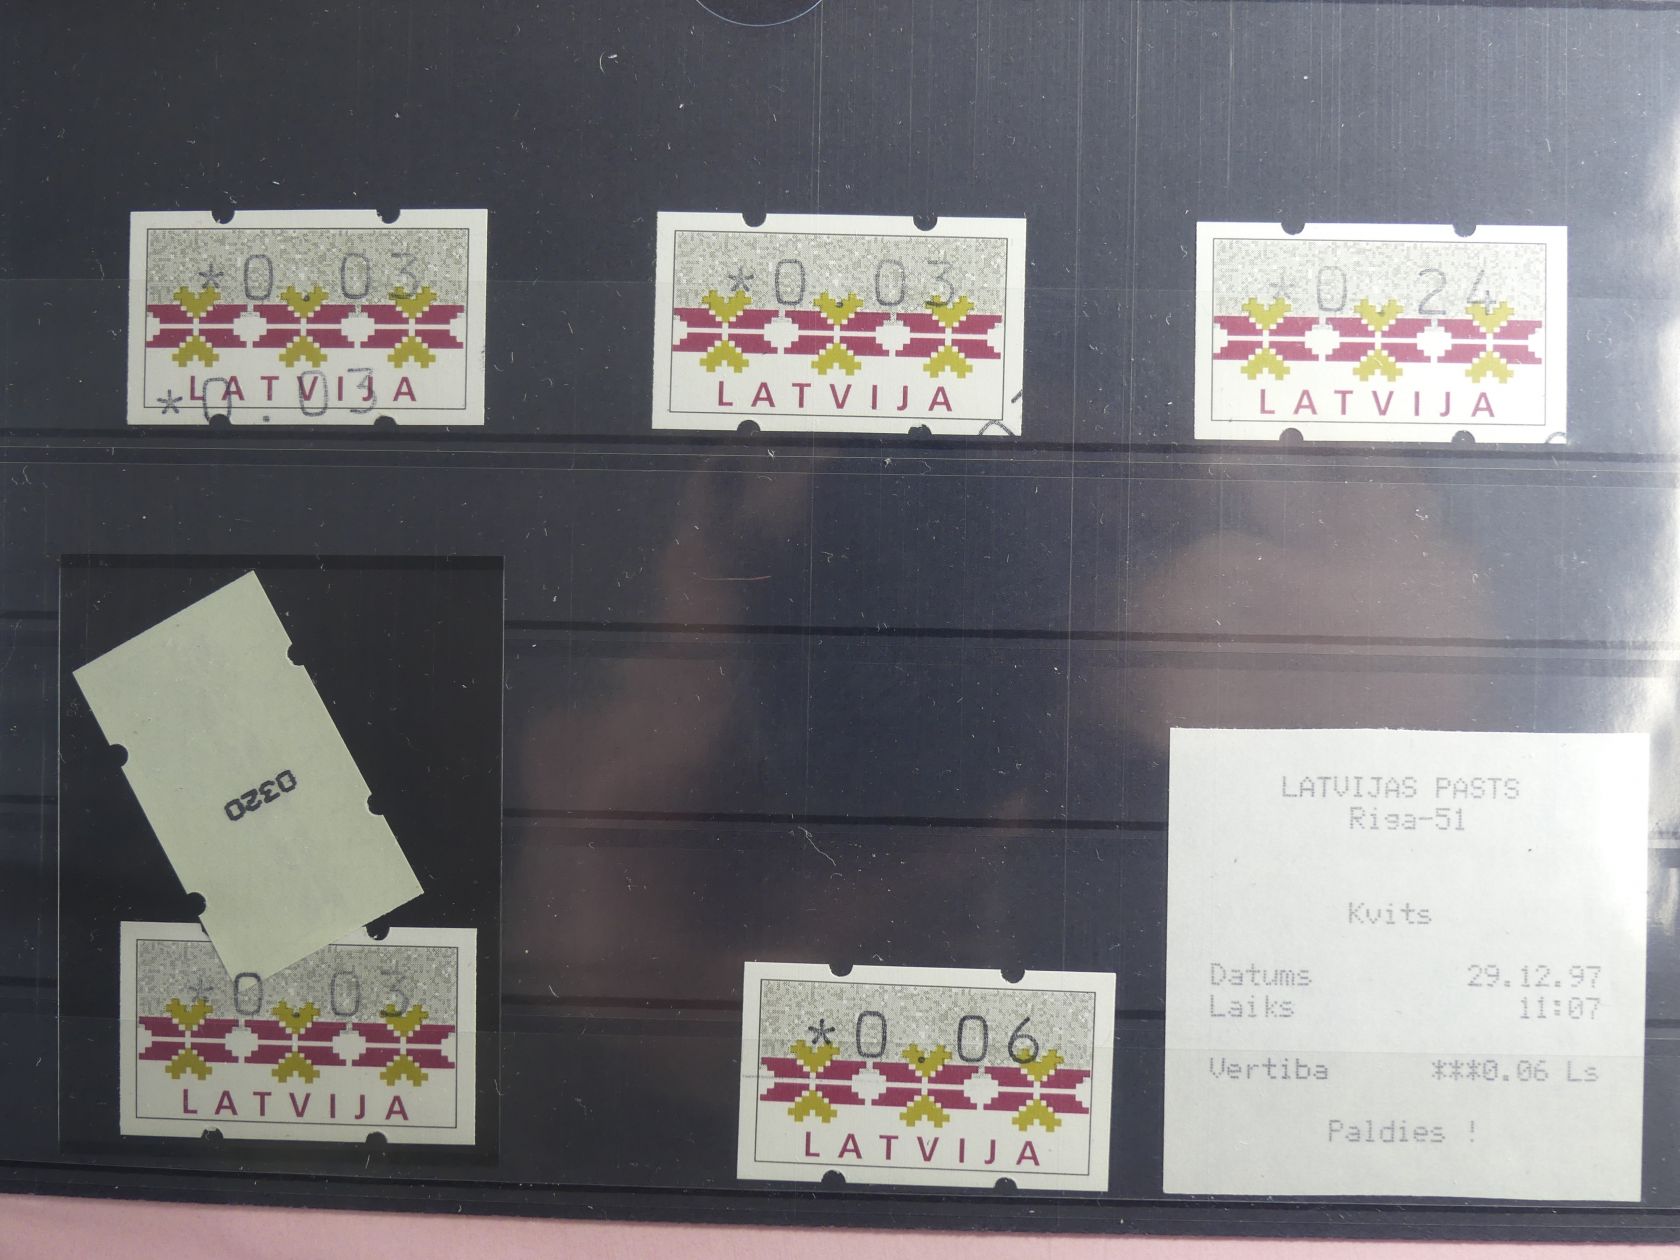 *0.03
LATVIJA
*0.03
*0.03
LATVIJA
*0.24
LATVIJA
0320
*0.03
LATVIJA
*0.06
LATVIJA
LATVIJAS PASTS
Riga-51
Kvits
Datums 29.12.97
Laiks 11:07
Vertiba ***0.06 Ls
Paldies !